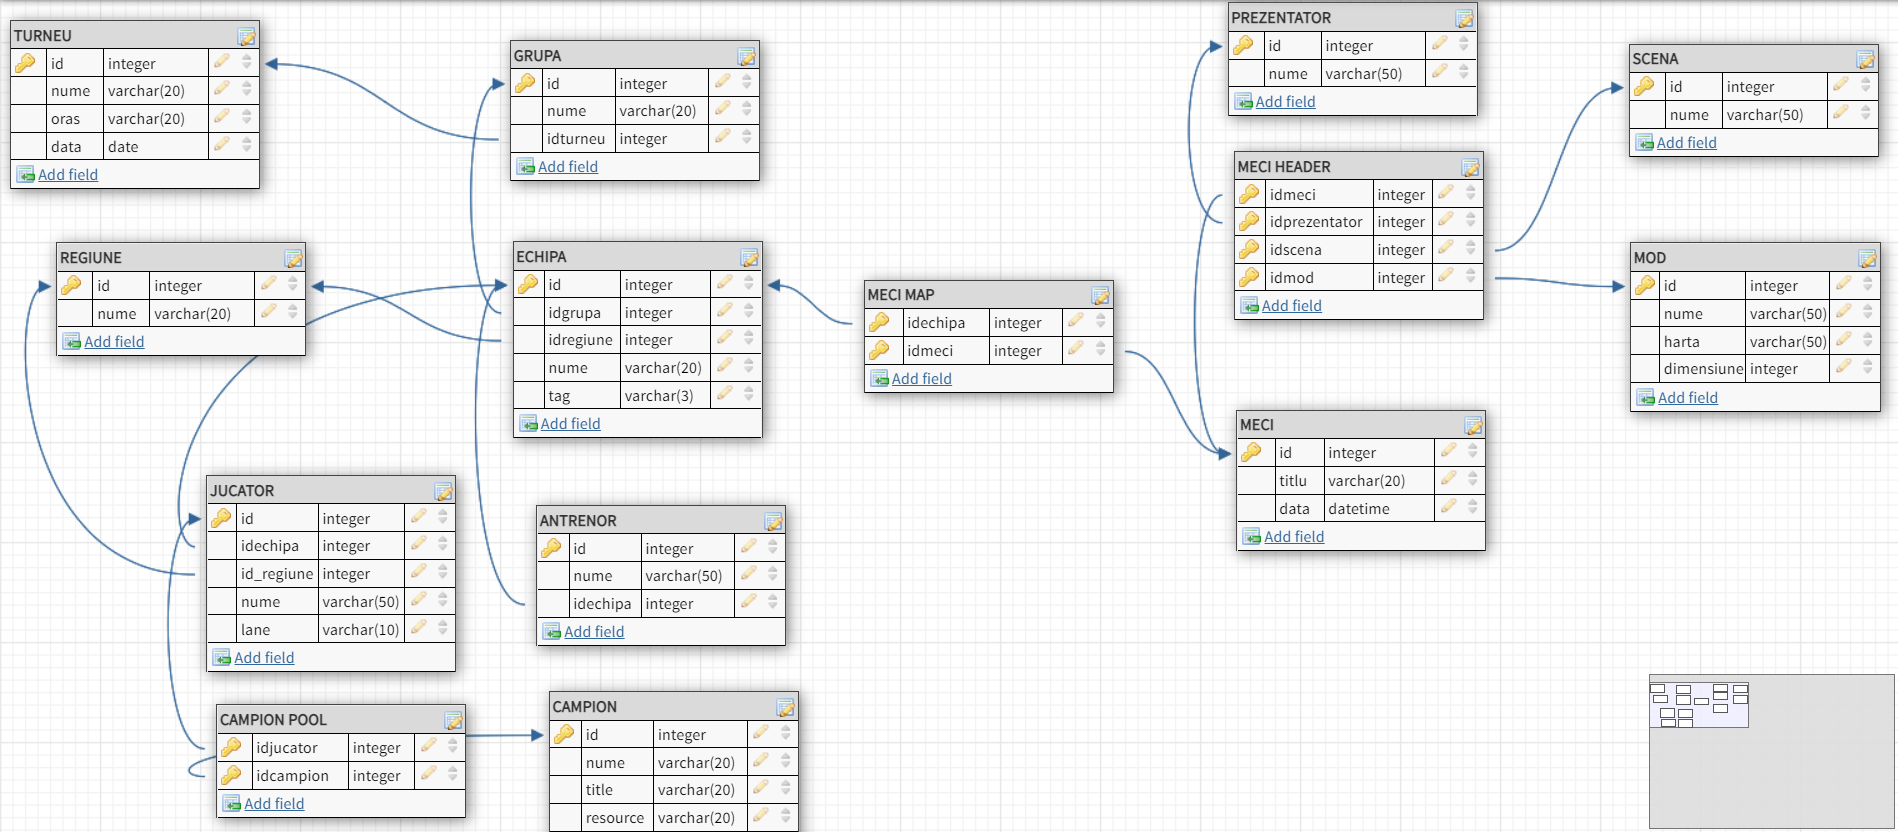 TURNEU
id integer
nume varchar(20)
oras varchar(20)
data date
Add field
GRUPA
id integer
nume varchar(20)
idturneu integer
Add field
PREZENTATOR
id integer
nume varchar(50)
Add field
SCENA
id integer
nume varchar(50)
Add field
MECI HEADER
idmeci integer
idprezentator integer
idscena integer
idmod integer
Add field
REGIUNE
id integer
nume varchar(20)
Add field
ECHIPA
id integer
idgrupa integer
idregiune integer
nume varchar(20)
tag varchar(3)
Add field
MECI MAP
idechipa integer
idmeci integer
Add field
MOD
id integer
nume varchar(50)
harta varchar(50)
dimensiune integer
Add field
MECI
id integer
titlu varchar(20)
data datetime
Add field
JUCATOR
id integer
idechipa integer
id_regiune integer
nume varchar(50)
lane varchar(10)
Add field
ANTRENOR
id integer
nume varchar(50)
idechipa integer
Add field
CAMPION POOL
idjucator integer
idcampion integer
Add field
CAMPION
id integer
nume varchar(20)
title varchar(20)
resource varchar(20)